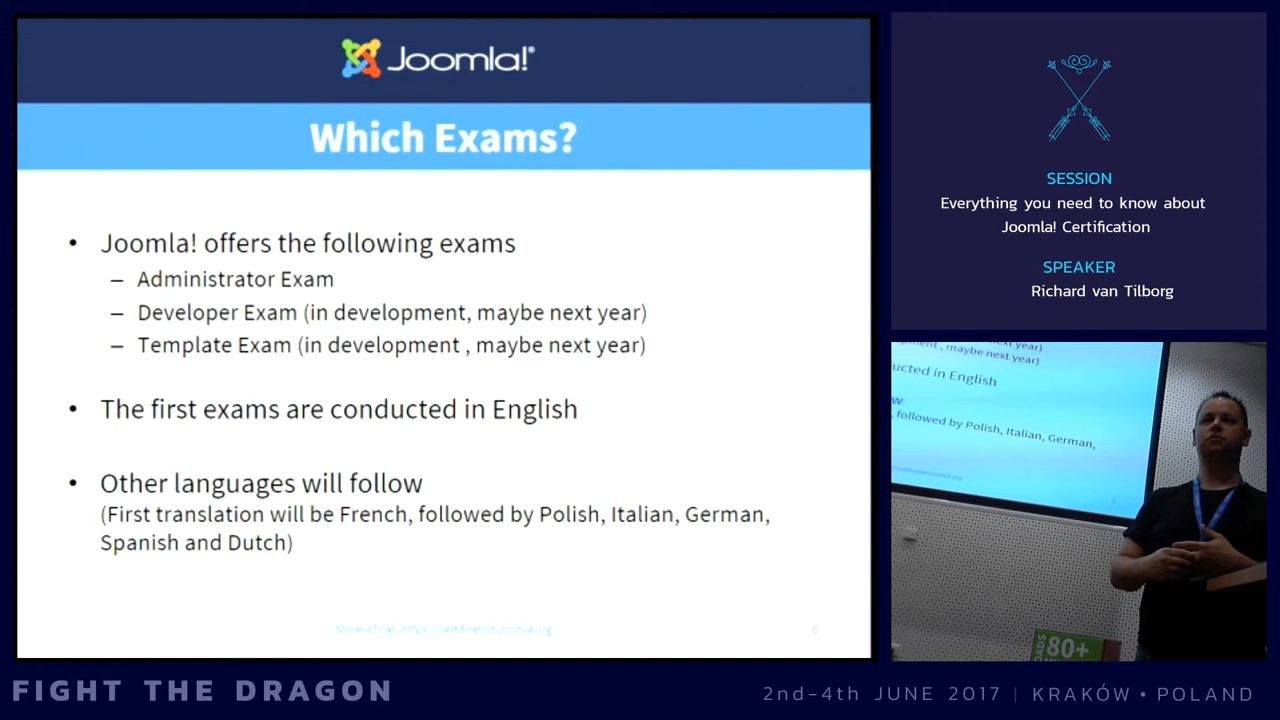 Joomla!®
Which Exams?
• Joomla! offers the following exams
– Administrator Exam
– Developer Exam (in development, maybe next year)
– Template Exam (in development , maybe next year)
• The first exams are conducted in English
• Other languages will follow
(First translation will be French, followed by Polish, Italian, German,
Spanish and Dutch)
6
SESSION
Everything you need to know about
Joomla! Certification
SPEAKER
Richard van Tilborg
maybe next year)
, maybe next year)
ucted in English
w
, followed by Polish, Italian, German,
80+
FIGHT THE DRAGON
2nd-4th JUNE 2017 | KRAKÓW • POLAND